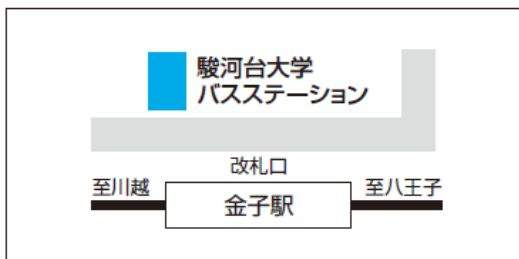 駿河台大学
バスステーション
改札口
至川越
金子駅
至八王子